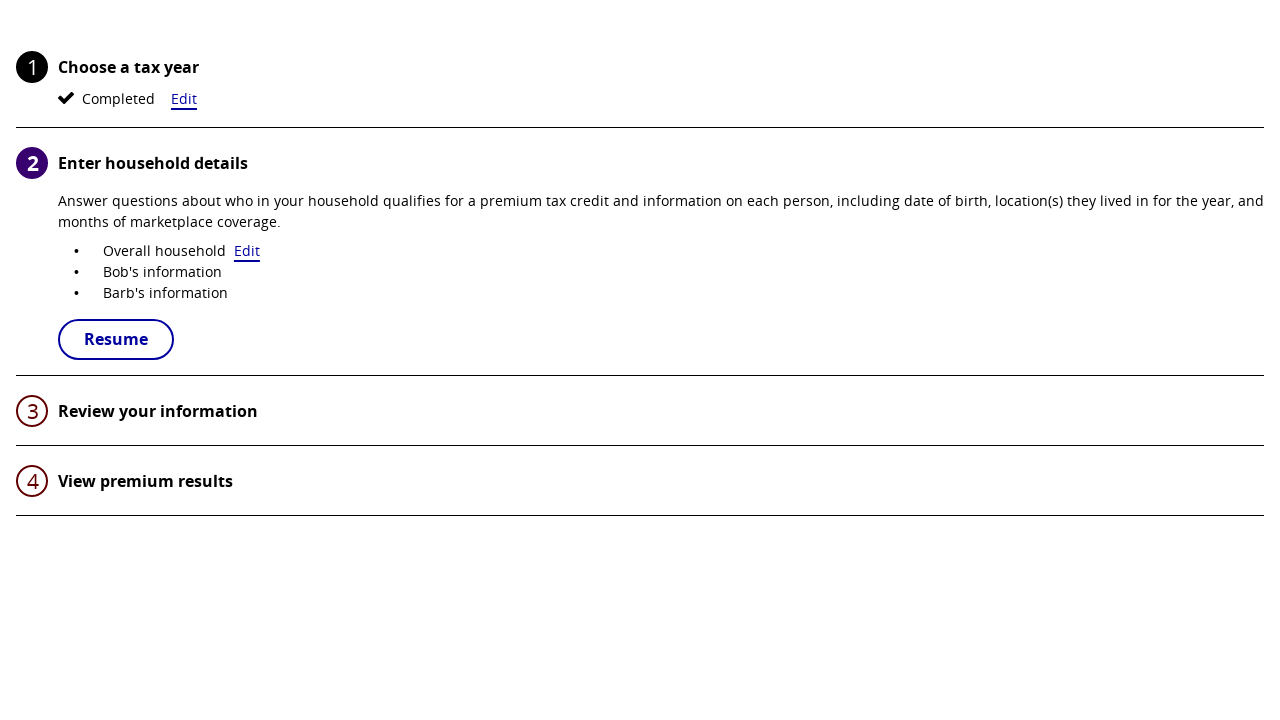 1 Choose a tax year
Completed Edit
2 Enter household details
Answer questions about who in your household qualifies for a premium tax credit and information on each person, including date of birth, location(s) they lived in for the year, and
months of marketplace coverage.
• Overall household Edit
• Bob's information
• Barb's information
Resume
3 Review your information
4 View premium results